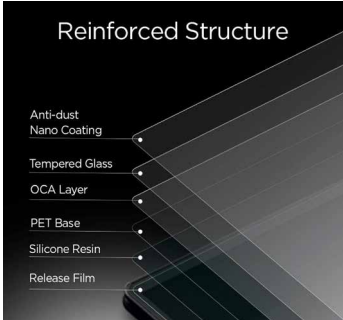 Reinforced Structure
Anti-dust
Nano Coating
Tempered Glass
OCA Layer
PET Base
Silicone Resin
Release Film